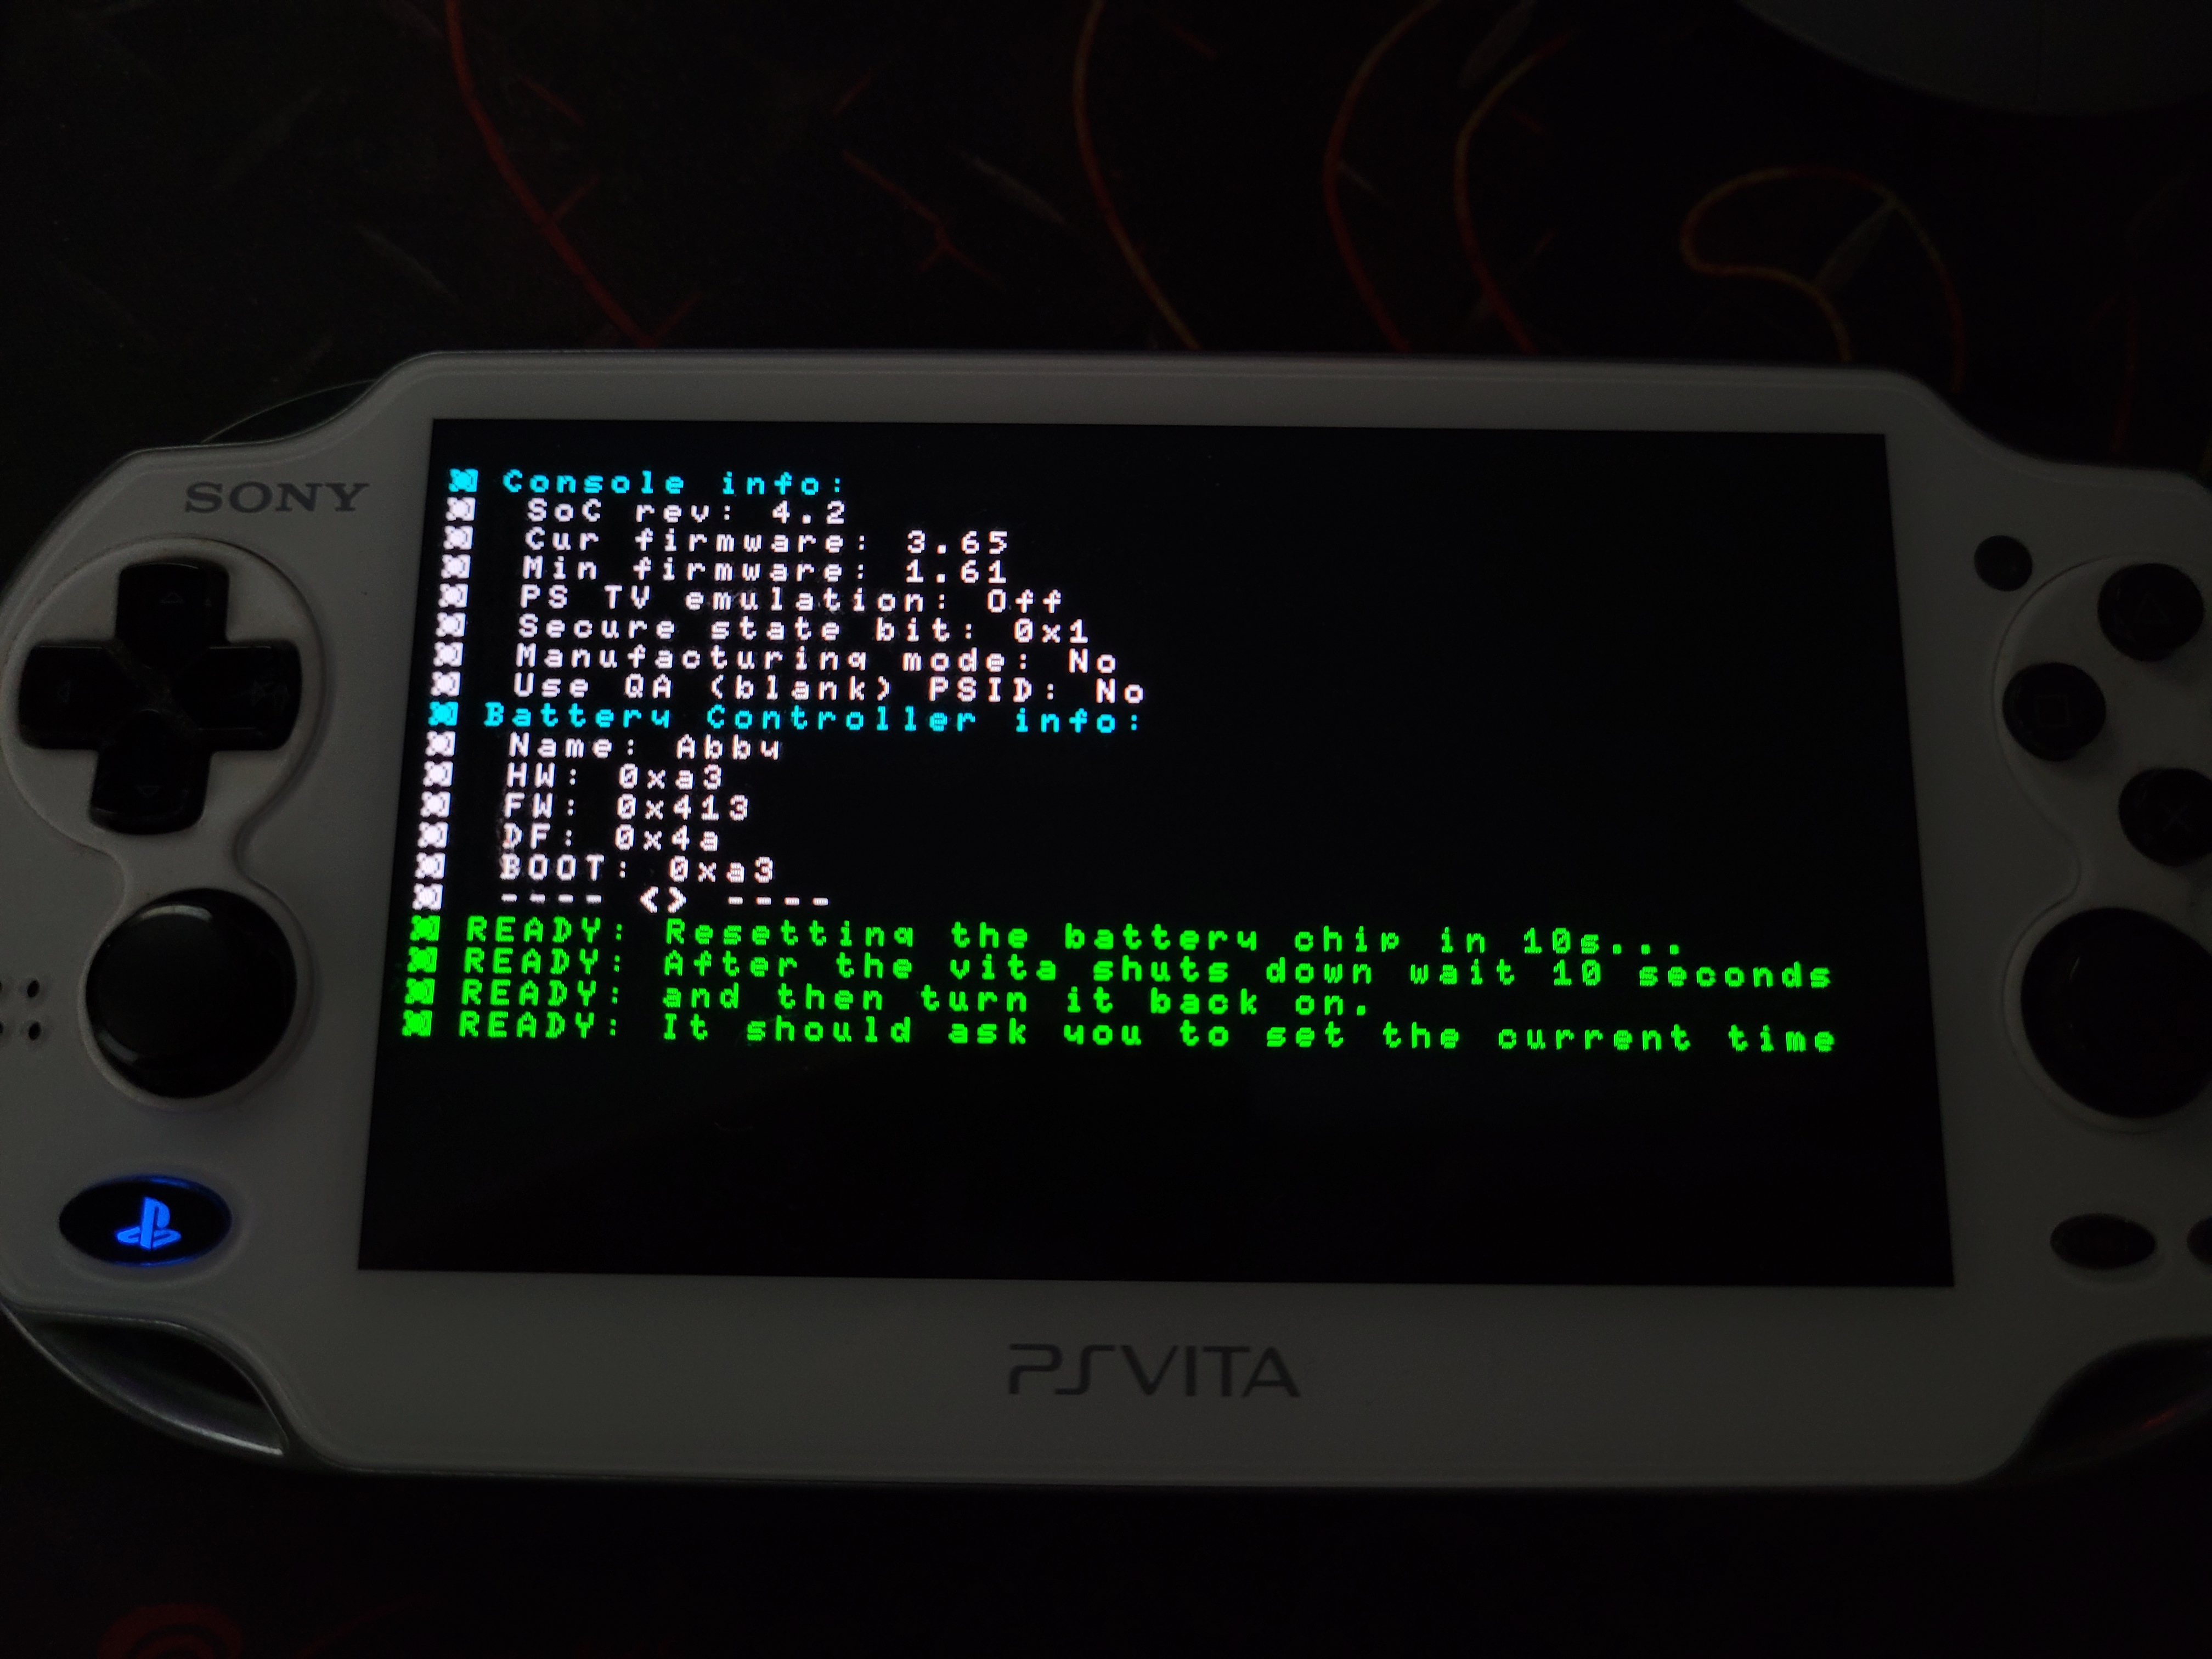 SONY
Console info:
SoC rev: 4.2
Cur firmware: 3.65
Min firmware: 1.61
PS TV emulation: Off
Secure state bit: 0x1
Manufacturing mode: No
Use QA (blank) PSID: No
Battery Controller info:
Name: Abby
HW: 0xa3
FW: 0x413
DF: 0x4a
BOOT: 0xa3
---- <> ----
READY: Resetting the battery chip in 10s...
READY: After the vita shuts down wait 10 seconds
READY: and then turn it back on.
READY: It should ask you to set the current time
PSVITA